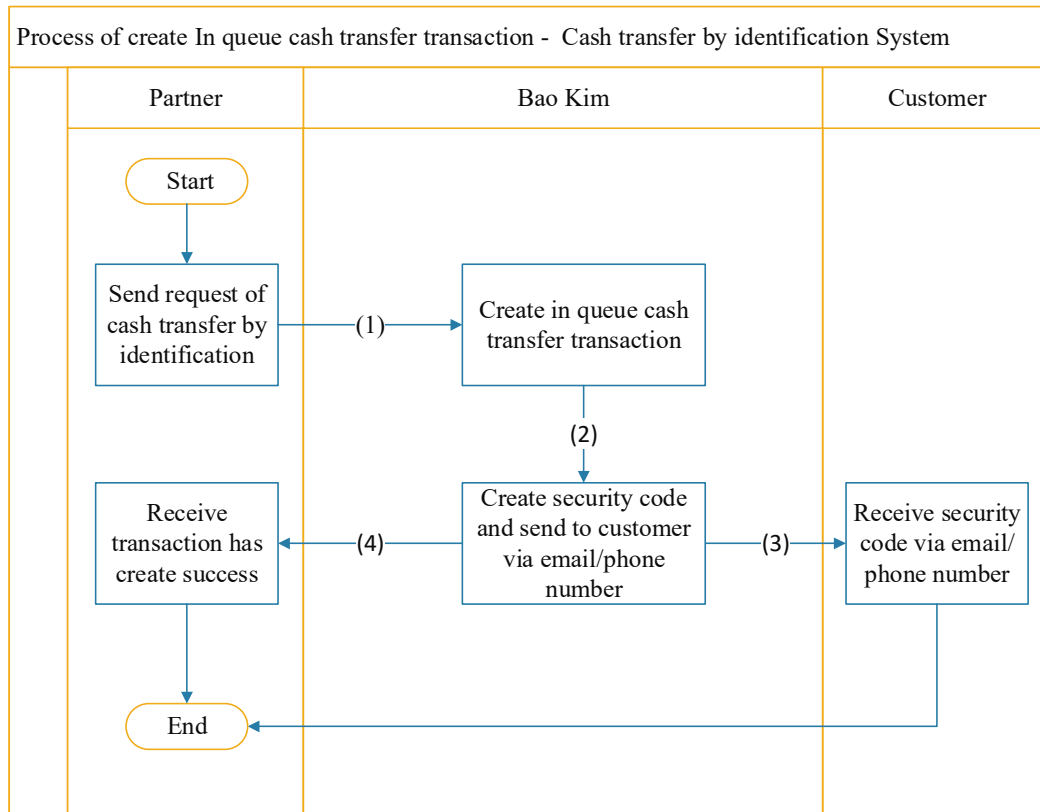 Process of create In queue cash transfer transaction -  Cash transfer by identification System
Partner
Bao Kim
Customer
Start
Send request of
cash transfer by
identification
(1)
Create in queue cash
transfer transaction
(2)
Receive
transaction has
create success
(4)
Create security code
and send to customer
via email/phone
number
(3)
Receive security
code via email/
phone number
End